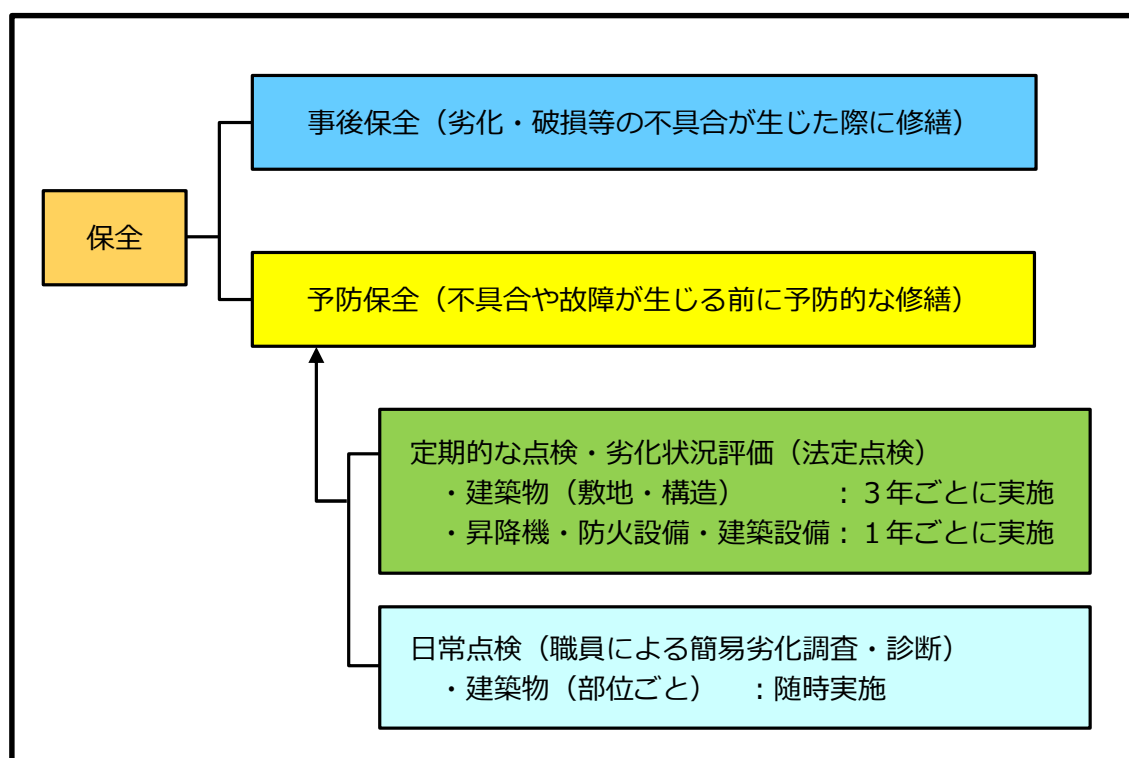 事後保全（劣化・破損等の不具合が生じた際に修繕）
保全
予防保全（不具合や故障が生じる前に予防的な修繕）
定期的な点検・劣化状況評価（法定点検）
・建築物（敷地・構造）　　　：３年ごとに実施
・昇降機・防火設備・建築設備：１年ごとに実施
日常点検（職員による簡易劣化調査・診断）
・建築物（部位ごと）　：随時実施